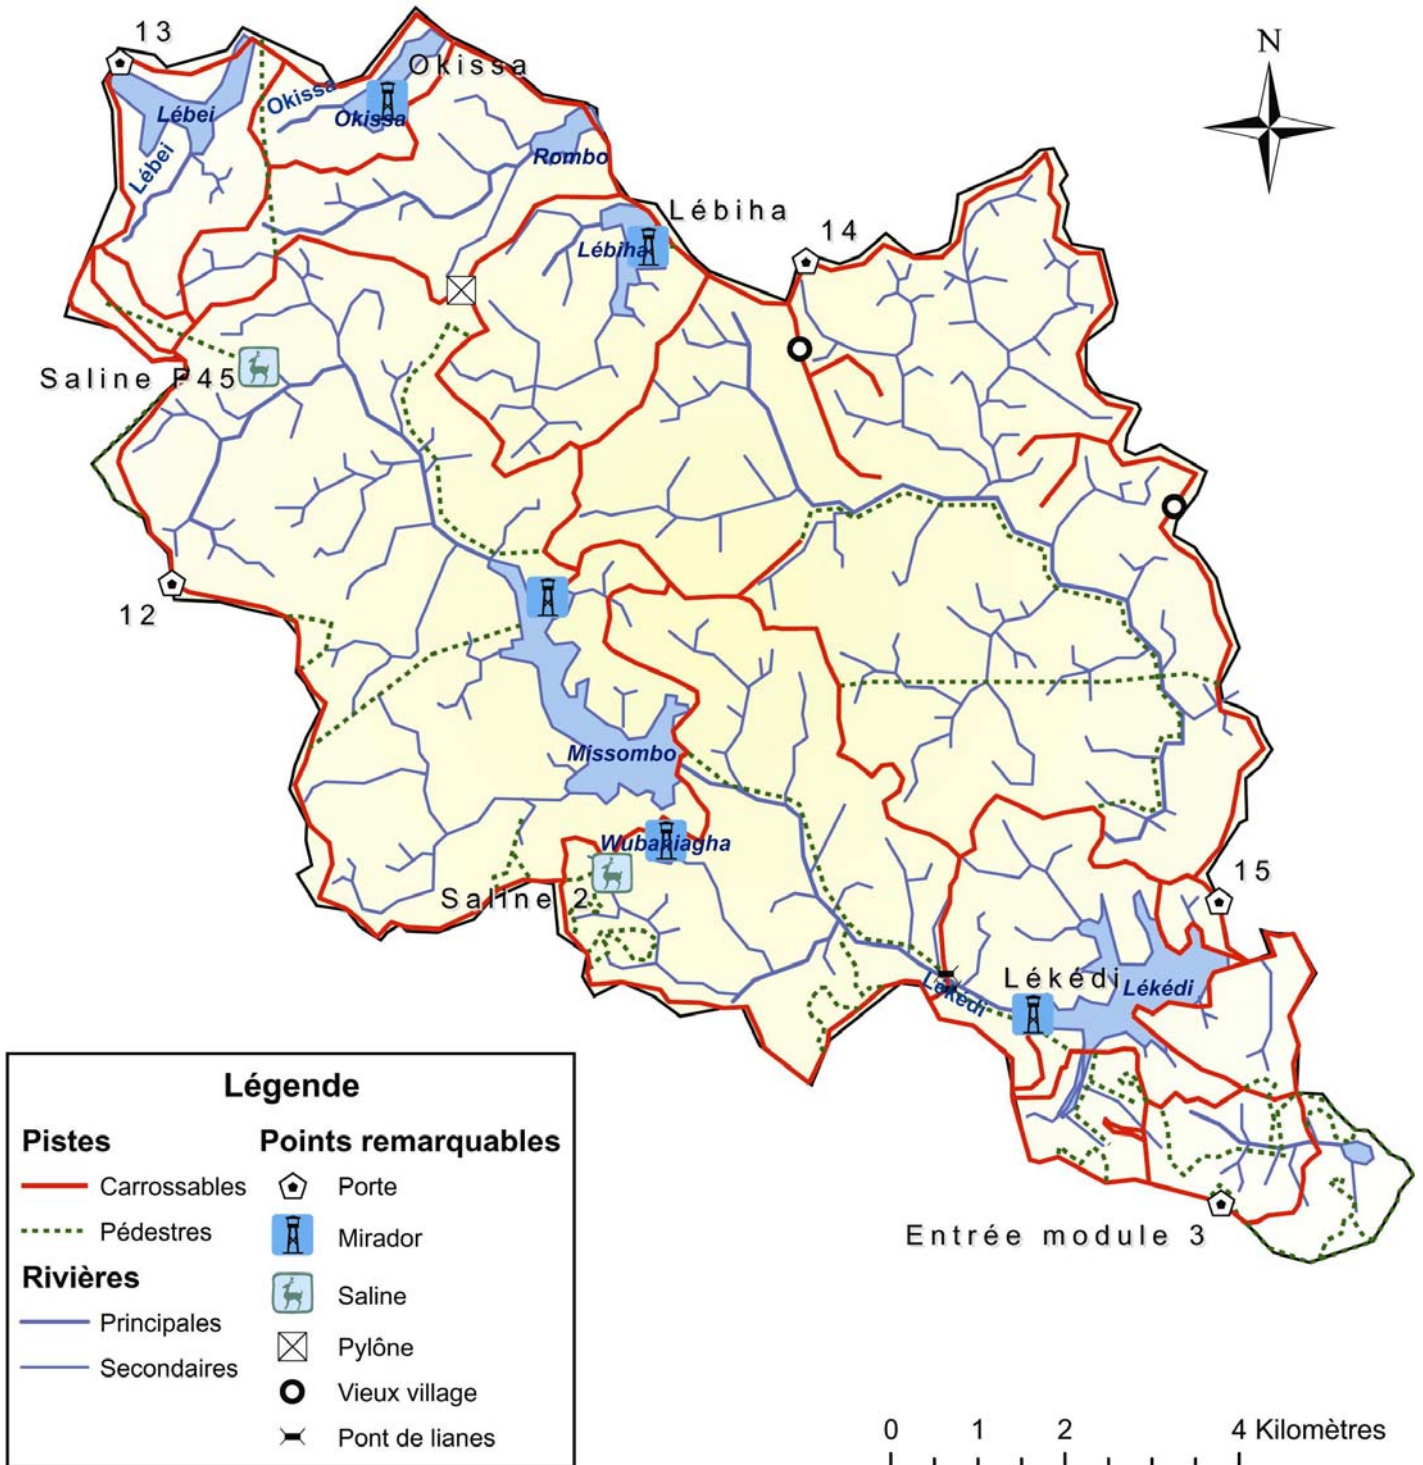 13
N
Okissa
Okissa
Lébei
Okissa
Lébei
Rombo
Lébiha
14
Lébiha
Saline P45
12
Missombo
Wubaniagha
15
Saline 2
Lékédi
Lékédi
Lékédi
Entrée module 3
Légende
Pistes
Points remarquables
Carrossables
Porte
Pédestres
Mirador
Rivières
Saline
Principales
Pylône
Secondaires
Vieux village
Pont de lianes
0 1 2 4 Kilomètres